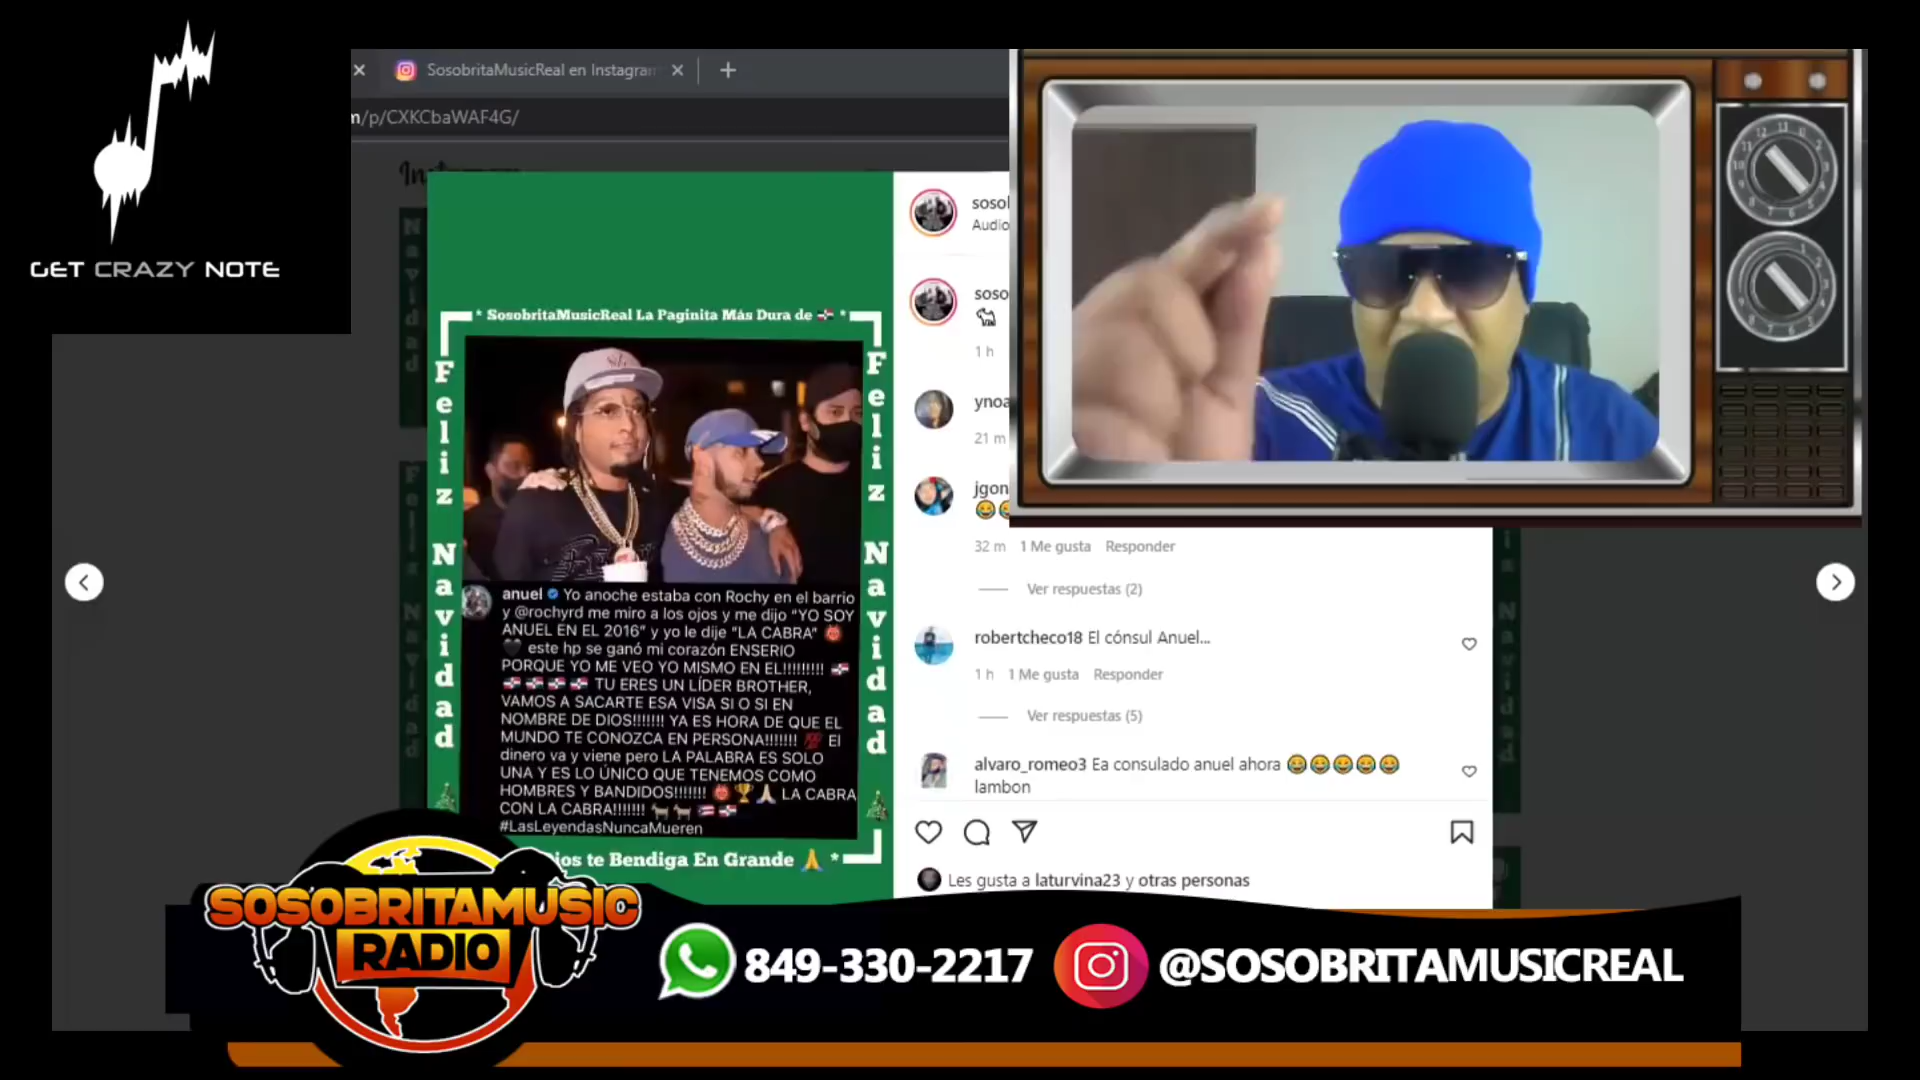 GET CRAZY NOTE
SosobritaMusicReal en Instagram
m/p/CXKCbaWAF4G/
* SosobritaMusicReal La Paginita Más Dura de 🇩🇴 *
Feliz Navidad
Feliz Navidad
anuel Yo anoche estaba con Rochy en el barrio
y @rochyrd me miro a los ojos y me dijo "YO SOY
ANUEL EN EL 2016" y yo le dije "LA CABRA" 👹
🖤 este hp se ganó mi corazón ENSERIO
PORQUE YO ME VEO YO MISMO EN EL!!!!!!!!! 🇩🇴
🇩🇴🇩🇴🇩🇴🇩🇴 TU ERES UN LÍDER BROTHER,
VAMOS A SACARTE ESA VISA SI O SI EN
NOMBRE DE DIOS!!!!!!! YA ES HORA DE QUE EL
MUNDO TE CONOZCA EN PERSONA!!!!!!! 💯 El
dinero va y viene pero LA PALABRA ES SOLO
UNA Y ES LO ÚNICO QUE TENEMOS COMO
HOMBRES Y BANDIDOS!!!!!!! 👹🏆🙏 LA CABRA
CON LA CABRA!!!!!!! 🐐🐐🇵🇷🇩🇴
#LasLeyendasNuncaMueren
ios te Bendiga En Grande 🙏 *
soso
Audio
soso
1 h
ynoa
21 m
jgon
32 m 1 Me gusta Responder
Ver respuestas (2)
robertcheco18 El cónsul Anuel...
1 h 1 Me gusta Responder
Ver respuestas (5)
alvaro_romeo3 Ea consulado anuel ahora 😂😂😂😂😂
lambon
Les gusta a laturvina23 y otras personas
SOSOBRITAMUSIC
RADIO
849-330-2217
@SOSOBRITAMUSICREAL